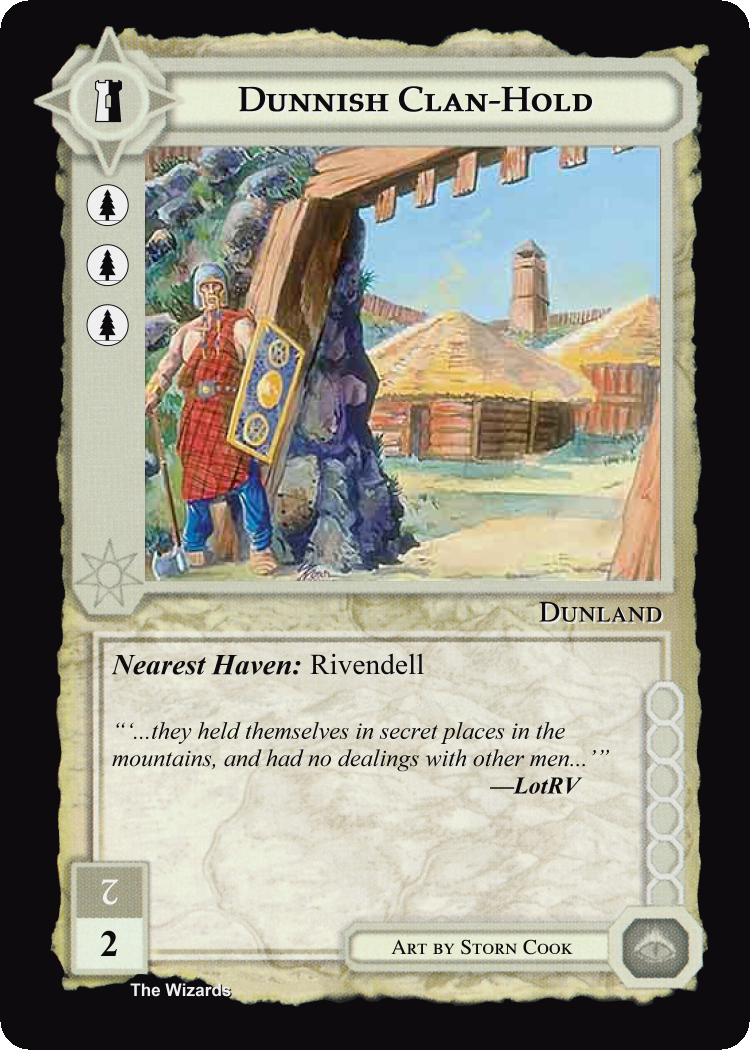 Dunnish Clan-Hold
Dunland
Nearest Haven: Rivendell
“‘...they held themselves in secret places in the
mountains, and had no dealings with other men...’”
—LotRV
2
2
Art by Storn Cook
The Wizards